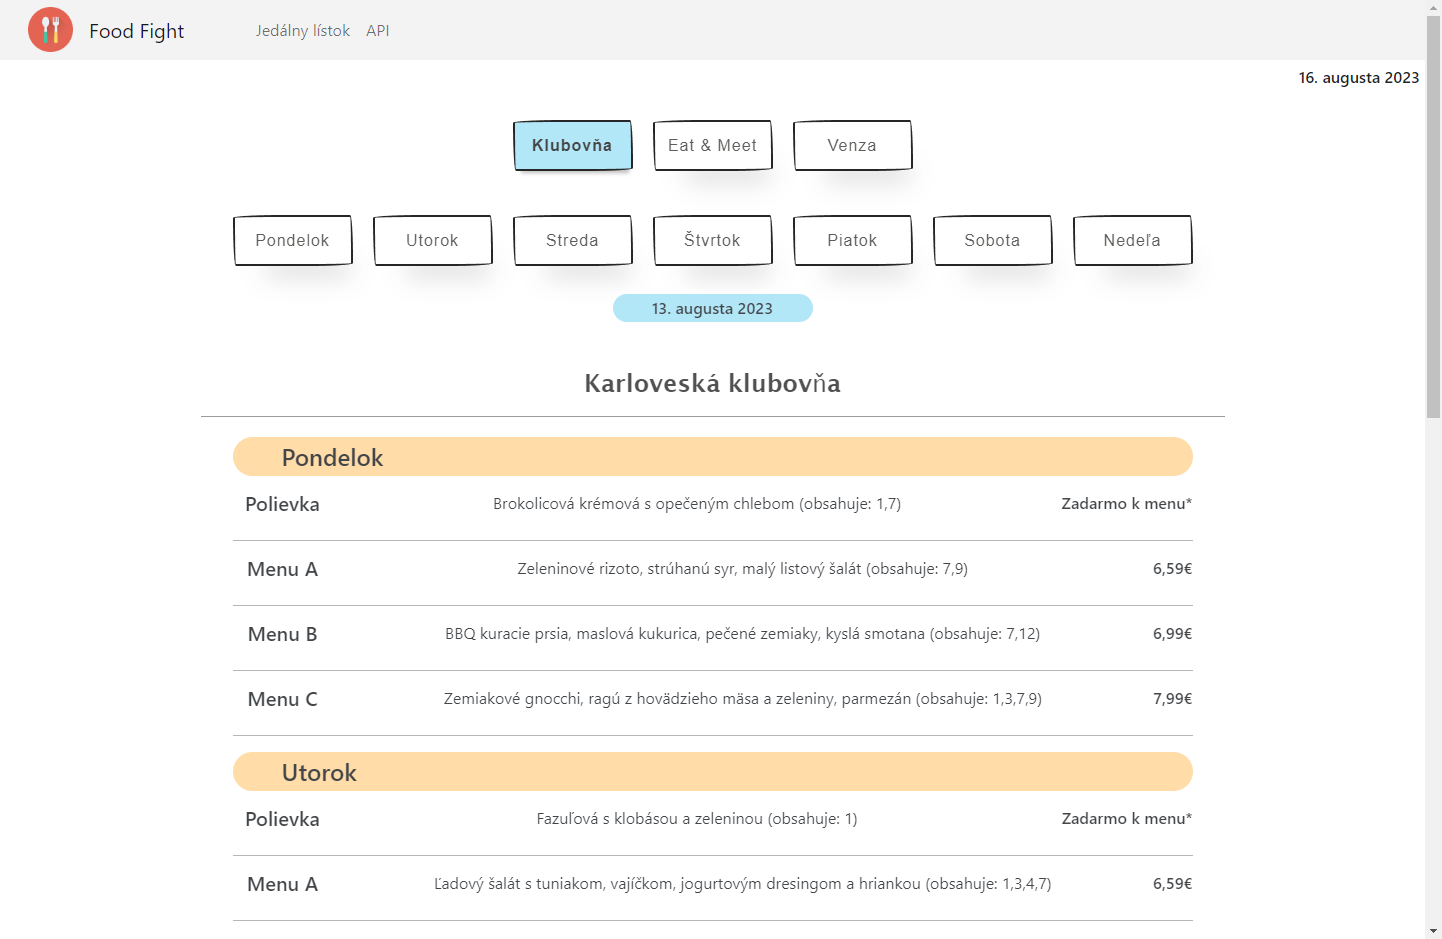 Food Fight
Jedálny lístok API
16. augusta 2023
Klubovňa Eat & Meet Venza
Pondelok Utorok Streda Štvrtok Piatok Sobota Nedeľa
13. augusta 2023
Karloveská klubovňa
Pondelok
Polievka Brokolicová krémová s opečeným chlebom (obsahuje: 1,7) Zadarmo k menu*
Menu A Zeleninové rizoto, strúhanú syr, malý listový šalát (obsahuje: 7,9) 6,59€
Menu B BBQ kuracie prsia, maslová kukurica, pečené zemiaky, kyslá smotana (obsahuje: 7,12) 6,99€
Menu C Zemiakové gnocchi, ragú z hovädzieho mäsa a zeleniny, parmezán (obsahuje: 1,3,7,9) 7,99€
Utorok
Polievka Fazuľová s klobásou a zeleninou (obsahuje: 1) Zadarmo k menu*
Menu A Ľadový šalát s tuniakom, vajíčkom, jogurtovým dresingom a hriankou (obsahuje: 1,3,4,7) 6,59€